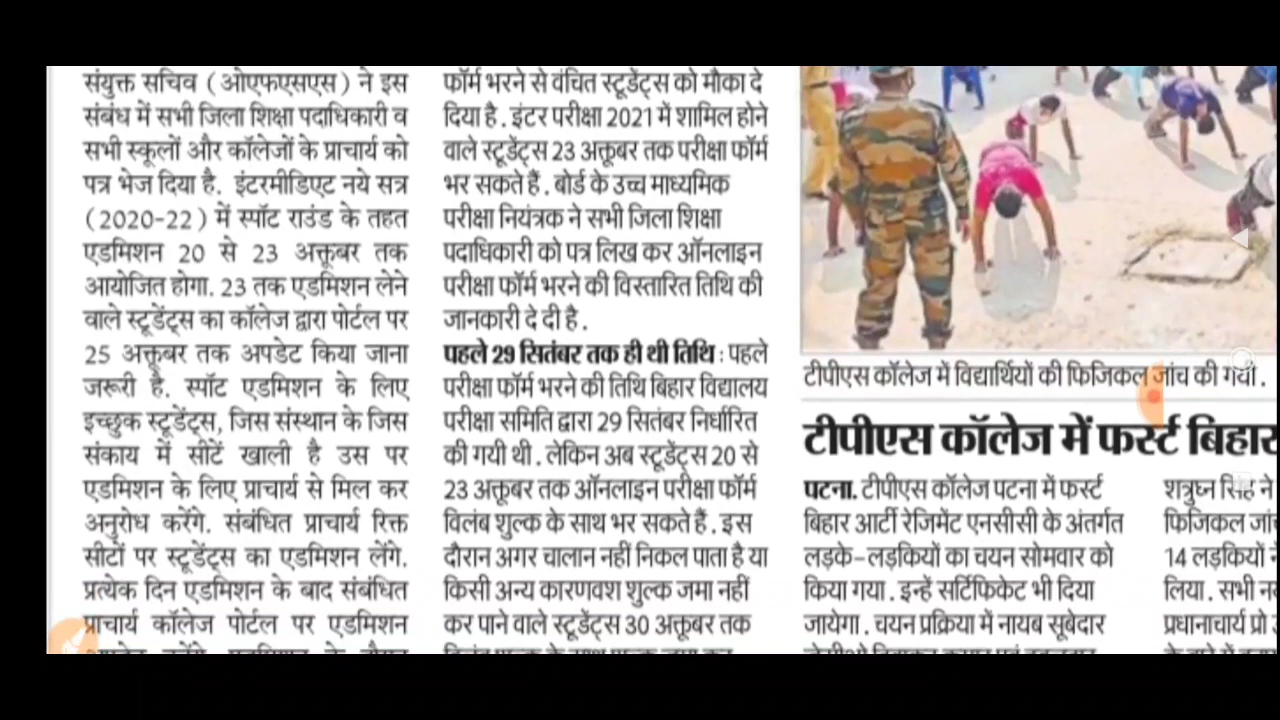 संयुक्त सचिव (ओएफएसएस) ने इस
संबंध में सभी जिला शिक्षा पदाधिकारी व
सभी स्कूलों और कॉलेजों के प्राचार्य को
पत्र भेज दिया है. इंटरमीडिएट नये सत्र
(2020-22) में स्पॉट राउंड के तहत
एडमिशन 20 से 23 अक्तूबर तक
आयोजित होगा. 23 तक एडमिशन लेने
वाले स्टूडेंट्स का कॉलेज द्वारा पोर्टल पर
25 अक्तूबर तक अपडेट किया जाना
जरूरी है. स्पॉट एडमिशन के लिए
इच्छुक स्टूडेंट्स, जिस संस्थान के जिस
संकाय में सीटें खाली है उस पर
एडमिशन के लिए प्राचार्य से मिल कर
अनुरोध करेंगे. संबंधित प्राचार्य रिक्त
सीटों पर स्टूडेंट्स का एडमिशन लेंगे.
प्रत्येक दिन एडमिशन के बाद संबंधित
प्राचार्य कॉलेज पोर्टल पर एडमिशन
फॉर्म भरने से वंचित स्टूडेंट्स को मौका दे
दिया है. इंटर परीक्षा 2021 में शामिल होने
वाले स्टूडेंट्स 23 अक्तूबर तक परीक्षा फॉर्म
भर सकते हैं. बोर्ड के उच्च माध्यमिक
परीक्षा नियंत्रक ने सभी जिला शिक्षा
पदाधिकारी को पत्र लिख कर ऑनलाइन
परीक्षा फॉर्म भरने की विस्तारित तिथि की
जानकारी दे दी है.
पहले 29 सितंबर तक ही थी तिथि : पहले
परीक्षा फॉर्म भरने की तिथि बिहार विद्यालय
परीक्षा समिति द्वारा 29 सितंबर निर्धारित
की गयी थी. लेकिन अब स्टूडेंट्स 20 से
23 अक्तूबर तक ऑनलाइन परीक्षा फॉर्म
विलंब शुल्क के साथ भर सकते हैं. इस
दौरान अगर चालान नहीं निकल पाता है या
किसी अन्य कारणवश शुल्क जमा नहीं
कर पाने वाले स्टूडेंट्स 30 अक्तूबर तक
टीपीएस कॉलेज में विद्यार्थियों की फिजिकल जांच की गयी.
टीपीएस कॉलेज में फर्स्ट बिहार
पटना. टीपीएस कॉलेज पटना में फर्स्ट
बिहार आर्टी रेजिमेंट एनसीसी के अंतर्गत
लड़के-लड़कियों का चयन सोमवार को
किया गया. इन्हें सर्टिफिकेट भी दिया
जायेगा. चयन प्रक्रिया में नायब सूबेदार
शत्रुघ्न सिंह ने
फिजिकल जां
14 लड़कियों ने
लिया. सभी
प्रधानाचार्य प्रो